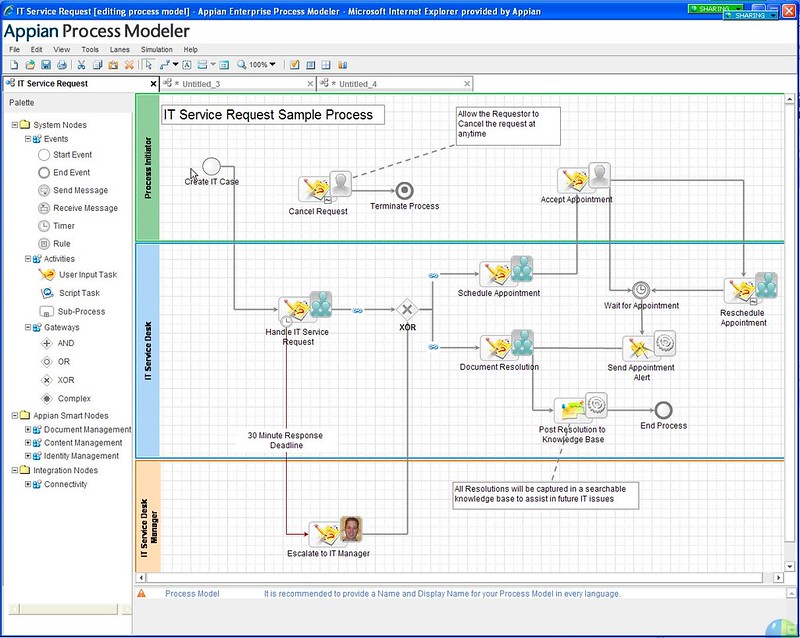 IT Service Request [editing process model] - Appian Enterprise Process Modeler - Microsoft Internet Explorer provided by Appian
SHARING
SHARING
Appian Process Modeler
File Edit View Tools Lanes Simulation Help
100%
IT Service Request
* Untitled_3
* Untitled_4
Palette
System Nodes
Events
Start Event
End Event
Send Message
Receive Message
Timer
Rule
Activities
User Input Task
Script Task
Sub-Process
Gateways
AND
OR
XOR
Complex
Appian Smart Nodes
Document Management
Content Management
Identity Management
Integration Nodes
Connectivity
Process Initiator
IT Service Request Sample Process
Allow the Requestor to
Cancel the request at
anytime
Create IT Case
Cancel Request
Terminate Process
Accept Appointment
IT Service Desk
Schedule Appointment
Wait for Appointment
Reschedule
Appointment
Handle IT Service
Request
XOR
Document Resolution
Send Appointment
Alert
Post Resolution to
Knowledge Base
End Process
30 Minute Response
Deadline
IT Service Desk
Manager
All Resolutions will be captured in a searchable
knowledge base to assist in future IT issues
Escalate to IT Manager
Process Model
It is recommended to provide a Name and Display Name for your Process Model in every language.